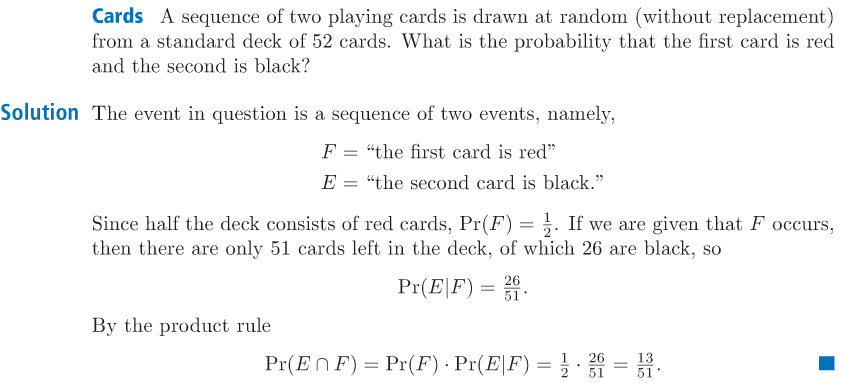 Cards A sequence of two playing cards is drawn at random (without replacement)
from a standard deck of 52 cards. What is the probability that the first card is red
and the second is black?
Solution The event in question is a sequence of two events, namely,
F = “the first card is red”
E = “the second card is black.”
Since half the deck consists of red cards, Pr(F) = 1/2. If we are given that F occurs,
then there are only 51 cards left in the deck, of which 26 are black, so
Pr(E|F) = 26/51.
By the product rule
Pr(E ∩ F) = Pr(F) · Pr(E|F) = 1/2 · 26/51 = 13/51. ■